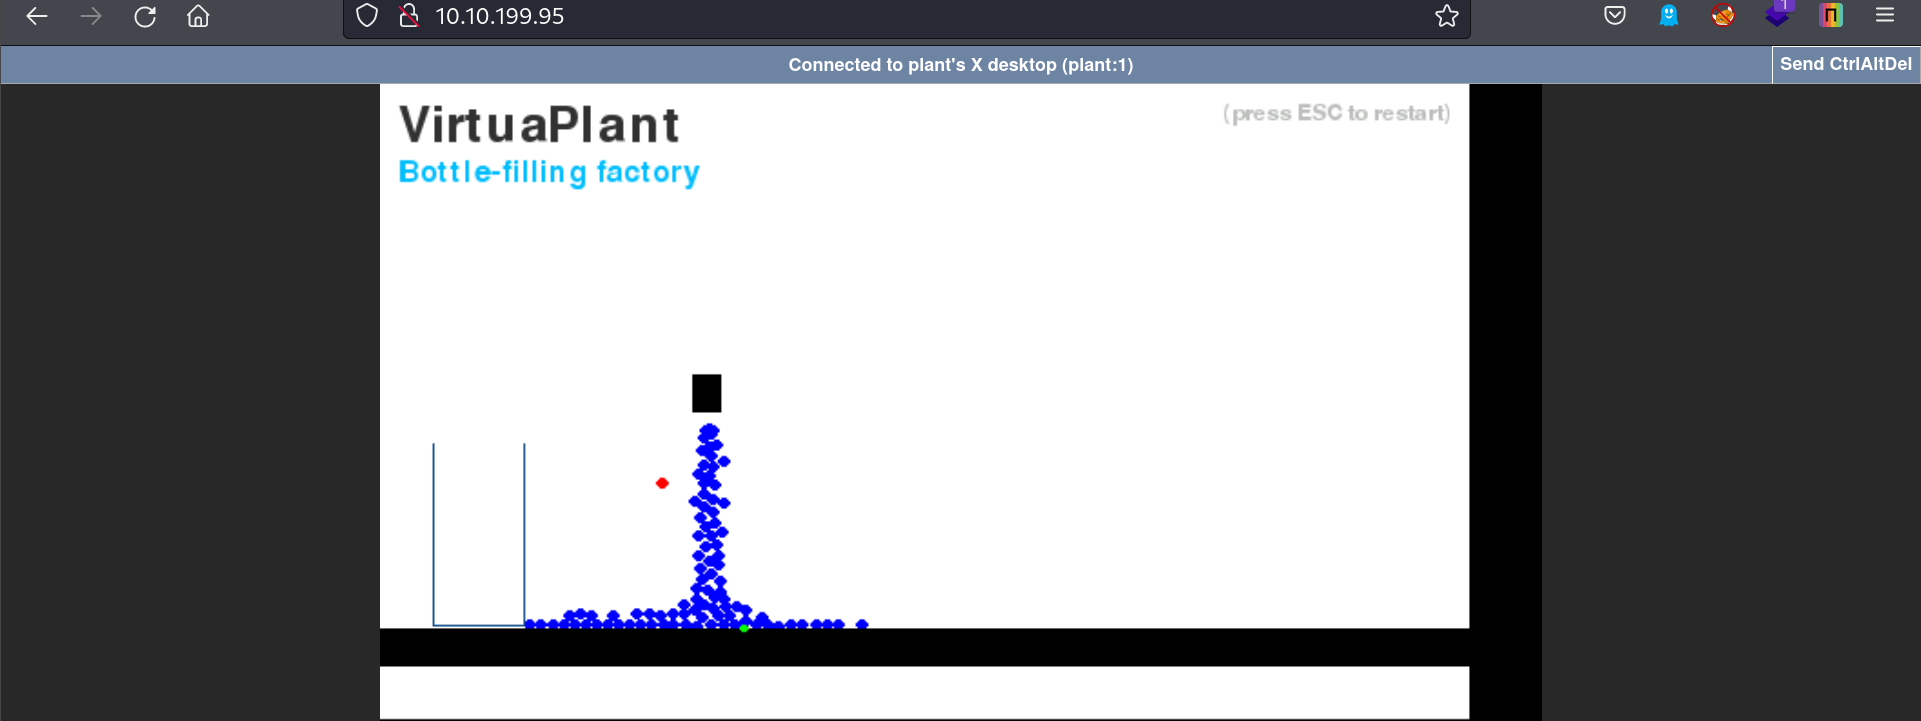 10.10.199.95
1
Connected to plant's X desktop (plant:1)
Send CtrlAltDel
VirtuaPlant
(press ESC to restart)
Bottle-filling factory